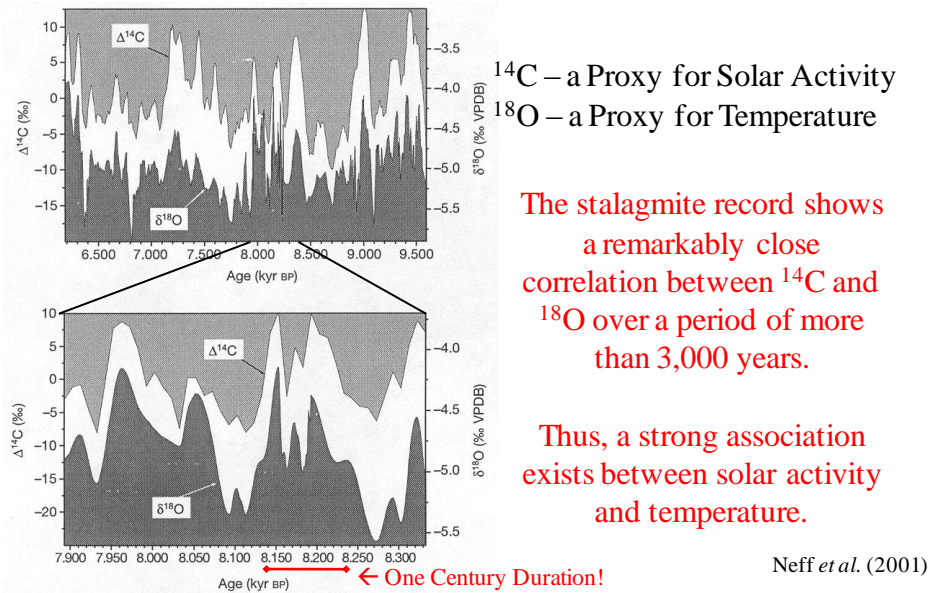 10
5
0
−5
−10
−15
Δ¹⁴C (‰)
Δ¹⁴C
δ¹⁸O
−3.5
−4.0
−4.5
−5.0
−5.5
δ¹⁸O (‰ VPDB)
6.500 7.000 7.500 8.000 8.500 9.000 9.500
Age (kyr BP)
10
5
0
−5
−10
−15
−20
Δ¹⁴C (‰)
Δ¹⁴C
δ¹⁸O
−4.0
−4.5
−5.0
−5.5
δ¹⁸O (‰ VPDB)
7.900 7.950 8.000 8.050 8.100 8.150 8.200 8.250 8.300
Age (kyr BP)
← One Century Duration!
¹⁴C – a Proxy for Solar Activity
¹⁸O – a Proxy for Temperature
The stalagmite record shows
a remarkably close
correlation between ¹⁴C and
¹⁸O over a period of more
than 3,000 years.
Thus, a strong association
exists between solar activity
and temperature.
Neff et al. (2001)